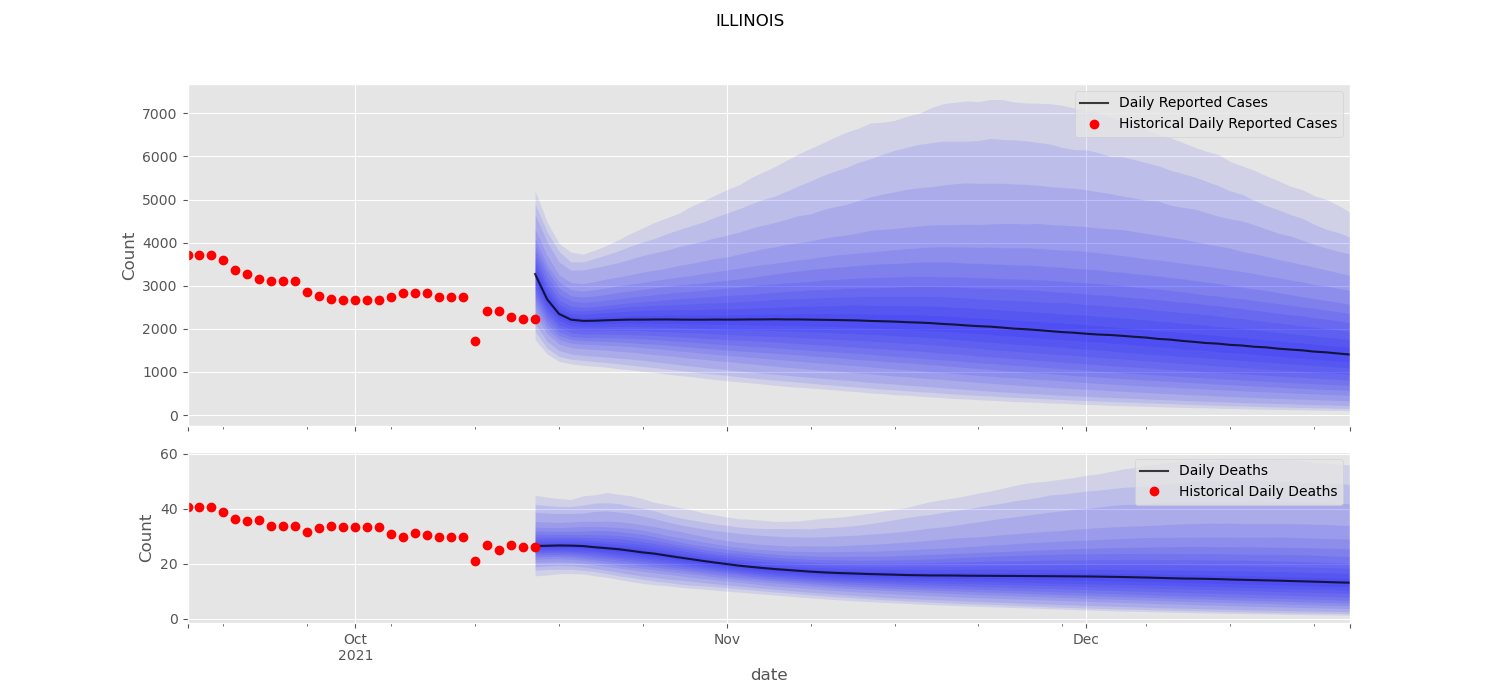 ILLINOIS
Daily Reported Cases
Historical Daily Reported Cases
7000
6000
5000
4000
3000
2000
1000
0
Count
Daily Deaths
Historical Daily Deaths
60
40
20
0
Count
Oct
2021
Nov
Dec
date